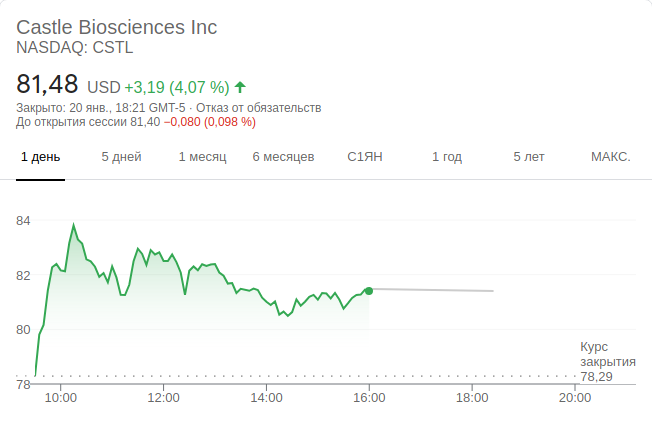 Castle Biosciences Inc
NASDAQ: CSTL
81,48 USD +3,19 (4,07 %)
Закрыто: 20 янв., 18:21 GMT-5 · Отказ от обязательств
До открытия сессии 81,40 −0,080 (0,098 %)
1 день 5 дней 1 месяц 6 месяцев С1ЯН 1 год 5 лет МАКС.
84
82
80
Курс
закрытия
78,29
78
10:00 12:00 14:00 16:00 18:00 20:00